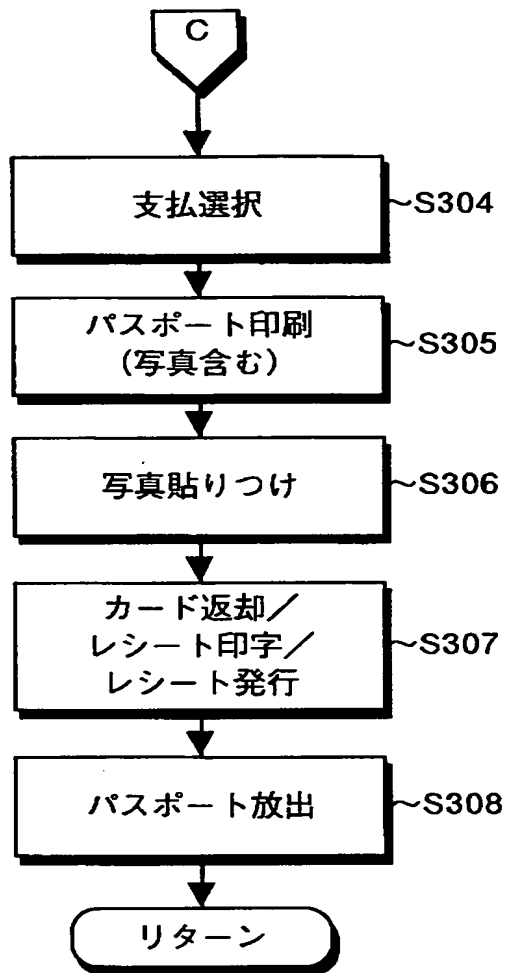 C
支払選択
~S304
パスポート印刷
(写真含む)
~S305
写真貼りつけ
~S306
カード返却／
レシート印字／
レシート発行
~S307
パスポート放出
~S308
リターン